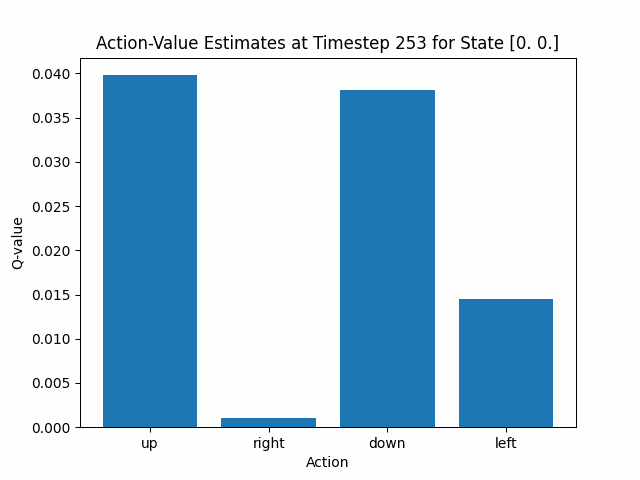 Action-Value Estimates at Timestep 253 for State [0. 0.]
0.040
0.035
0.030
0.025
0.020
0.015
0.010
0.005
0.000
Q-value
up right down left
Action